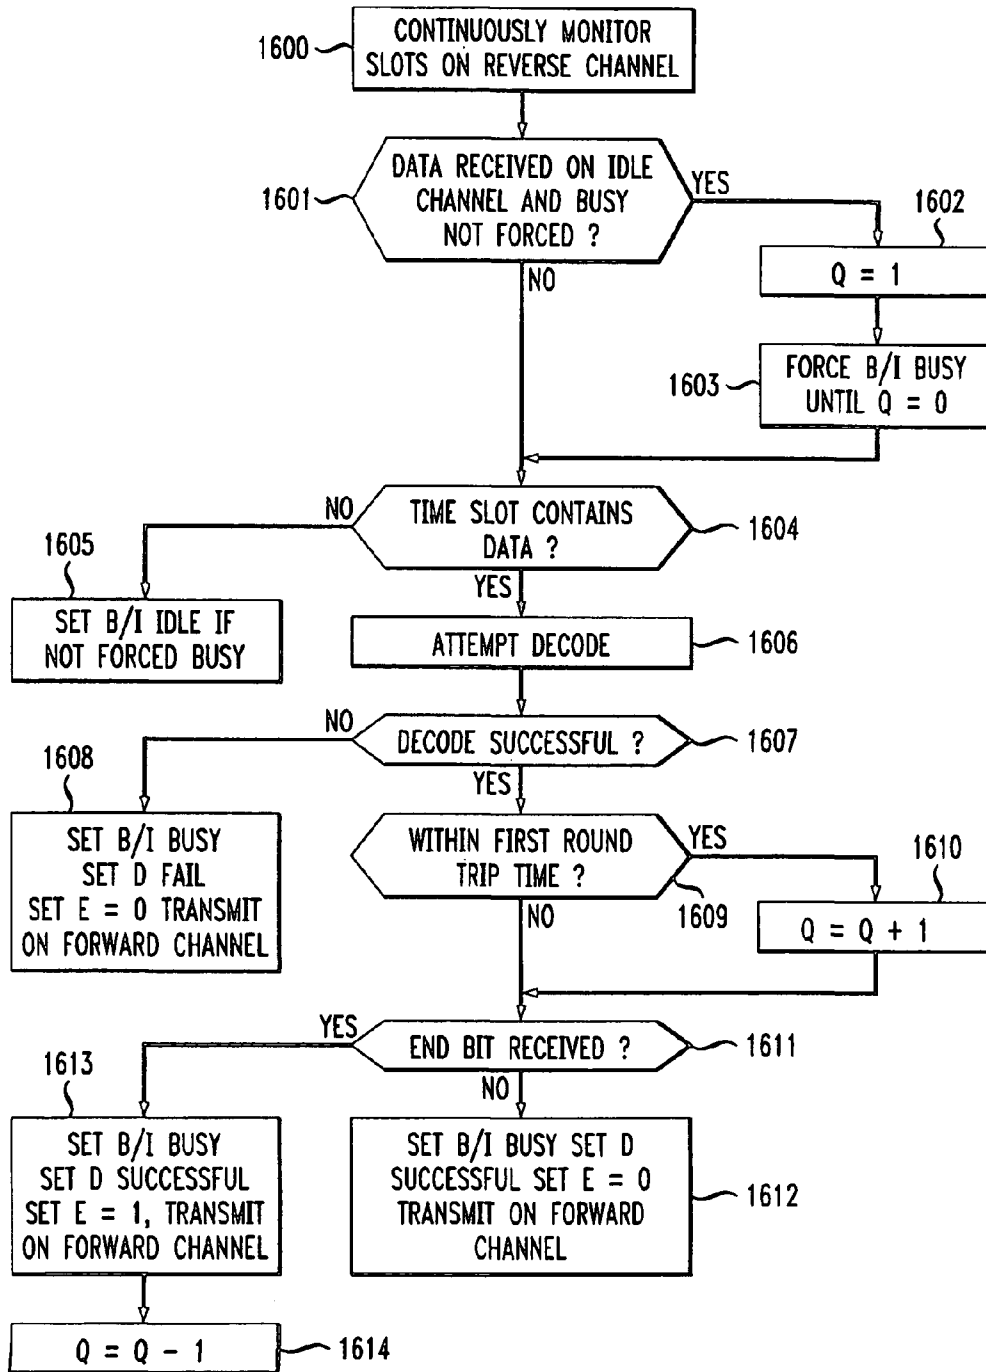 1600
CONTINUOUSLY MONITOR
SLOTS ON REVERSE CHANNEL
1601
DATA RECEIVED ON IDLE
CHANNEL AND BUSY
NOT FORCED ?
YES
NO
1602
Q = 1
1603
FORCE B/I BUSY
UNTIL Q = 0
TIME SLOT CONTAINS
DATA ?
1604
NO
YES
1605
SET B/I IDLE IF
NOT FORCED BUSY
ATTEMPT DECODE
1606
DECODE SUCCESSFUL ?
1607
NO
YES
1608
SET B/I BUSY
SET D FAIL
SET E = 0 TRANSMIT
ON FORWARD CHANNEL
WITHIN FIRST ROUND
TRIP TIME ?
1609
YES
NO
1610
Q = Q + 1
END BIT RECEIVED ?
1611
YES
NO
1613
SET B/I BUSY
SET D SUCCESSFUL
SET E = 1, TRANSMIT
ON FORWARD CHANNEL
SET B/I BUSY SET D
SUCCESSFUL SET E = 0
TRANSMIT ON FORWARD
CHANNEL
1612
Q = Q - 1
1614